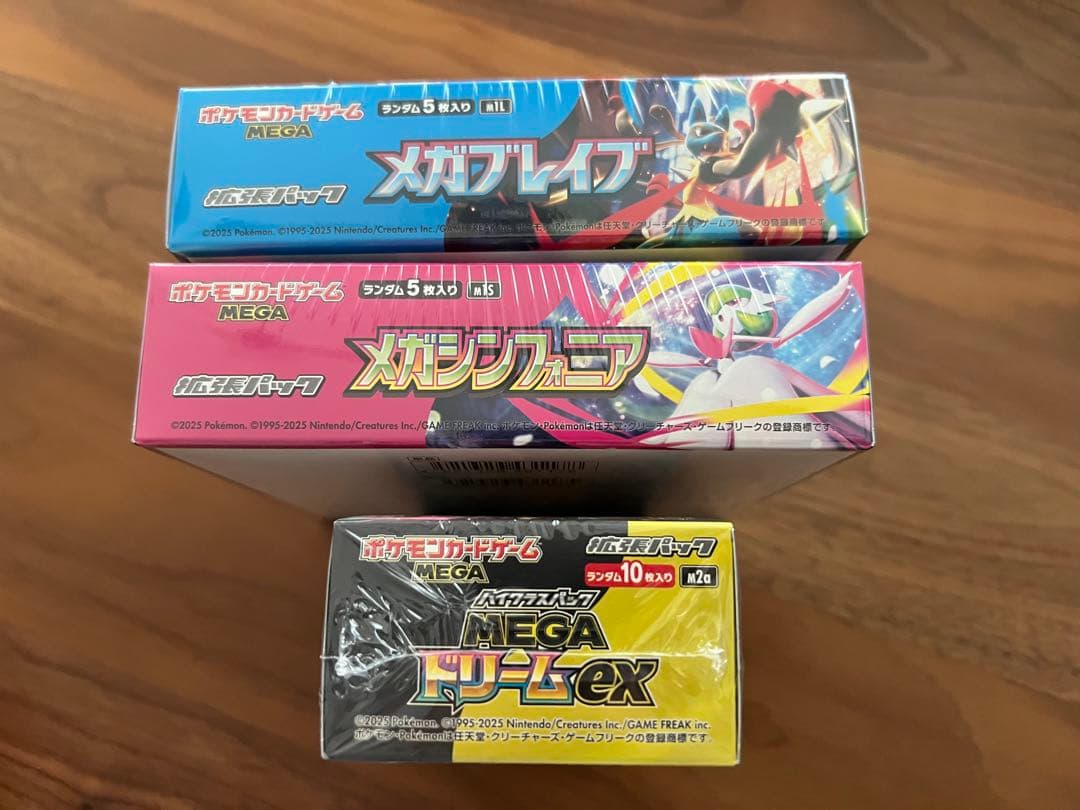 ポケモンカードゲーム
MEGA
ランダム5枚入り M1L
メガブレイブ
拡張パック
©2025 Pokémon. ©1995-2025 Nintendo/Creatures Inc./GAME FREAK inc. ポケモン・Pokémonは任天堂・クリーチャーズ・ゲームフリークの登録商標です。
ポケモンカードゲーム
MEGA
ランダム5枚入り M1S
メガシンフォニア
拡張パック
©2025 Pokémon. ©1995-2025 Nintendo/Creatures Inc./GAME FREAK inc. ポケモン・Pokémonは任天堂・クリーチャーズ・ゲームフリークの登録商標です。
ポケモンカードゲーム
MEGA
拡張パック
ランダム10枚入り M2a
ハイクラスパック
MEGA
ドリームex
©2025 Pokémon. ©1995-2025 Nintendo/Creatures Inc./GAME FREAK inc.
ポケモン・Pokémonは任天堂・クリーチャーズ・ゲームフリークの登録商標です。